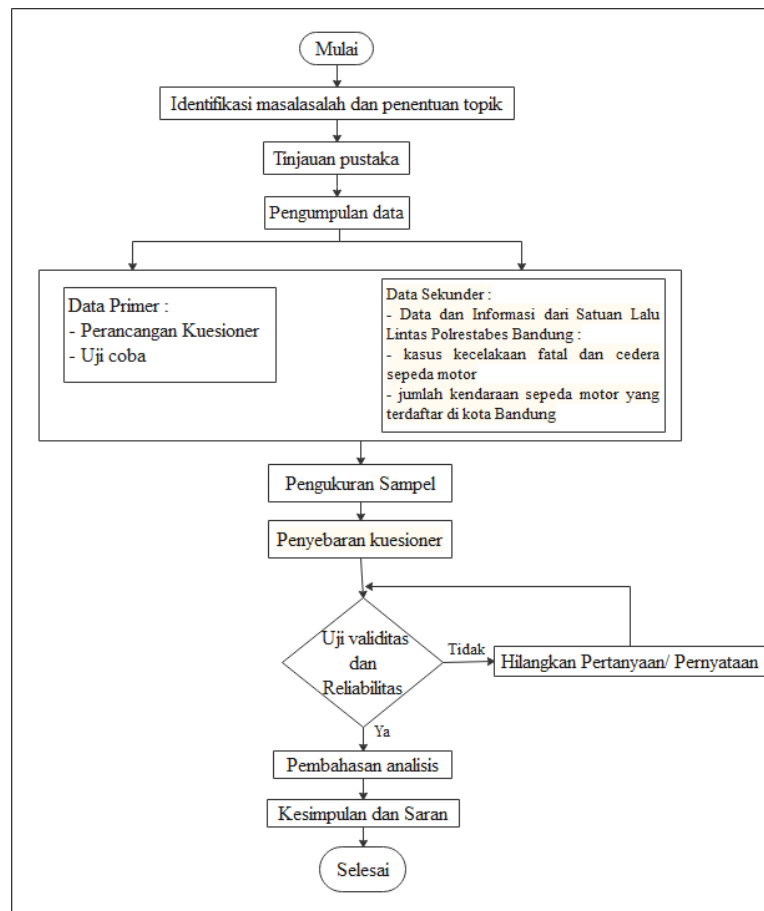 Mulai
Identifikasi masalasalah dan penentuan topik
Tinjauan pustaka
Pengumpulan data
Data Primer :
- Perancangan Kuesioner
- Uji coba
Data Sekunder :
- Data dan Informasi dari Satuan Lalu
Lintas Polrestabes Bandung :
- kasus kecelakaan fatal dan cedera
sepeda motor
- jumlah kendaraan sepeda motor yang
terdaftar di kota Bandung
Pengukuran Sampel
Penyebaran kuesioner
Uji validitas
dan
Reliabilitas
Tidak
Hilangkan Pertanyaan/ Pernyataan
Ya
Pembahasan analisis
Kesimpulan dan Saran
Selesai